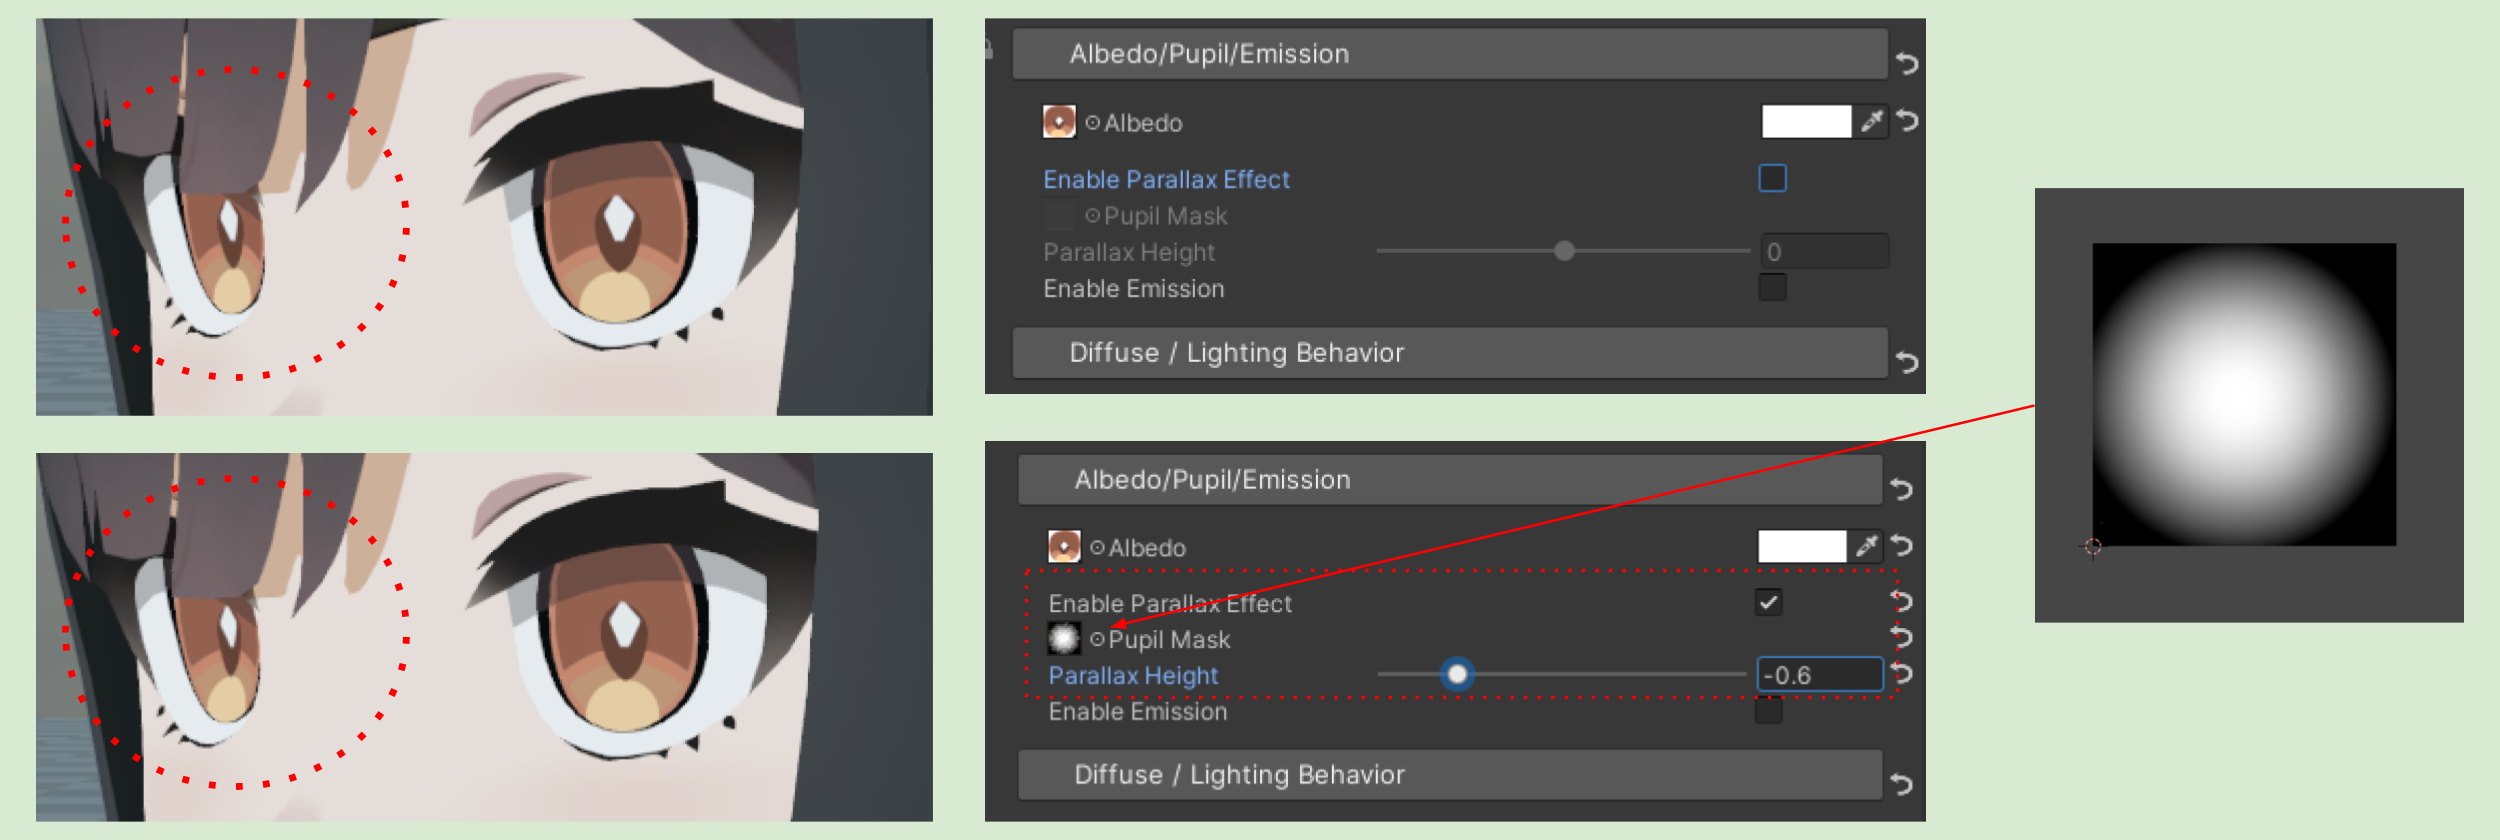 Albedo/Pupil/Emission
Albedo
Enable Parallax Effect
Pupil Mask
Parallax Height
0
Enable Emission
Diffuse / Lighting Behavior
Albedo/Pupil/Emission
Albedo
Enable Parallax Effect
Pupil Mask
Parallax Height
-0.6
Enable Emission
Diffuse / Lighting Behavior